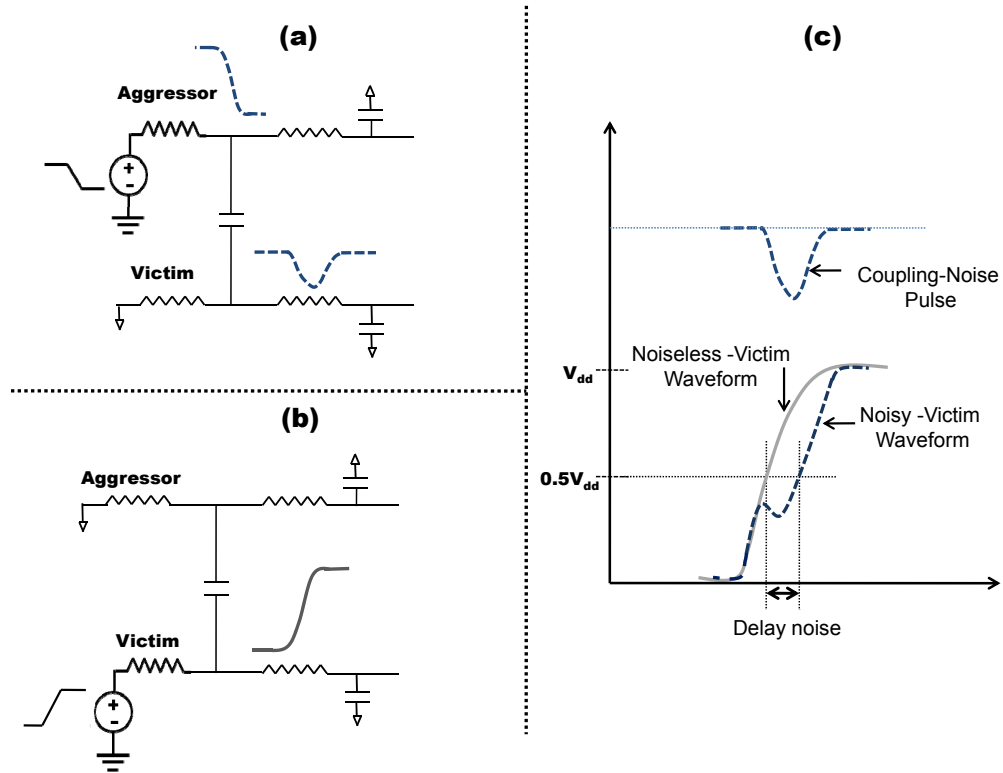 (a)
Aggressor
+
-
Victim
(b)
Aggressor
Victim
+
-
(c)
Coupling-Noise
Pulse
Noiseless -Victim
Waveform
Vdd
Noisy -Victim
Waveform
0.5Vdd
Delay noise